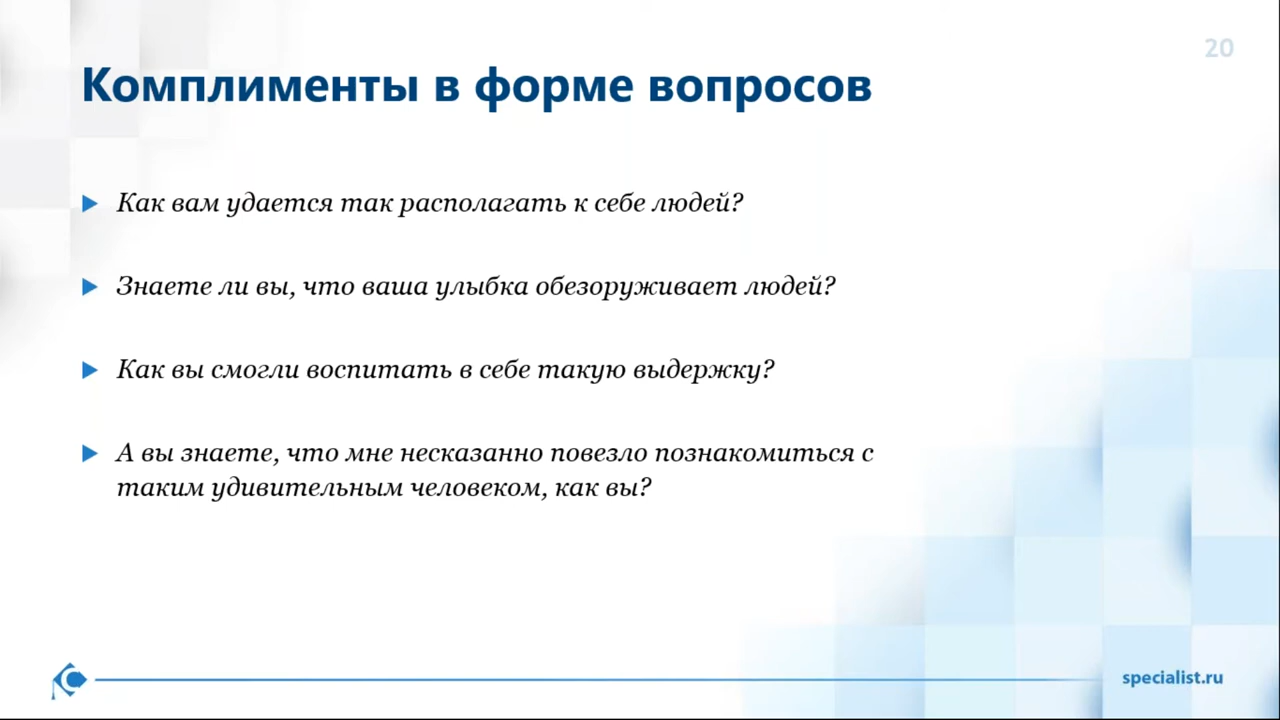 20
Комплименты в форме вопросов
Как вам удается так располагать к себе людей?
Знаете ли вы, что ваша улыбка обезоруживает людей?
Как вы смогли воспитать в себе такую выдержку?
А вы знаете, что мне несказанно повезло познакомиться с
таким удивительным человеком, как вы?
specialist.ru